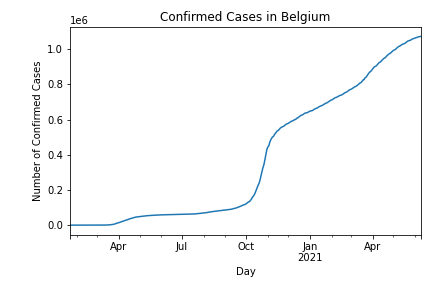 Confirmed Cases in Belgium
1e6
1.0
0.8
0.6
0.4
0.2
0.0
Number of Confirmed Cases
Apr
Jul
Oct
Jan
2021
Apr
Day